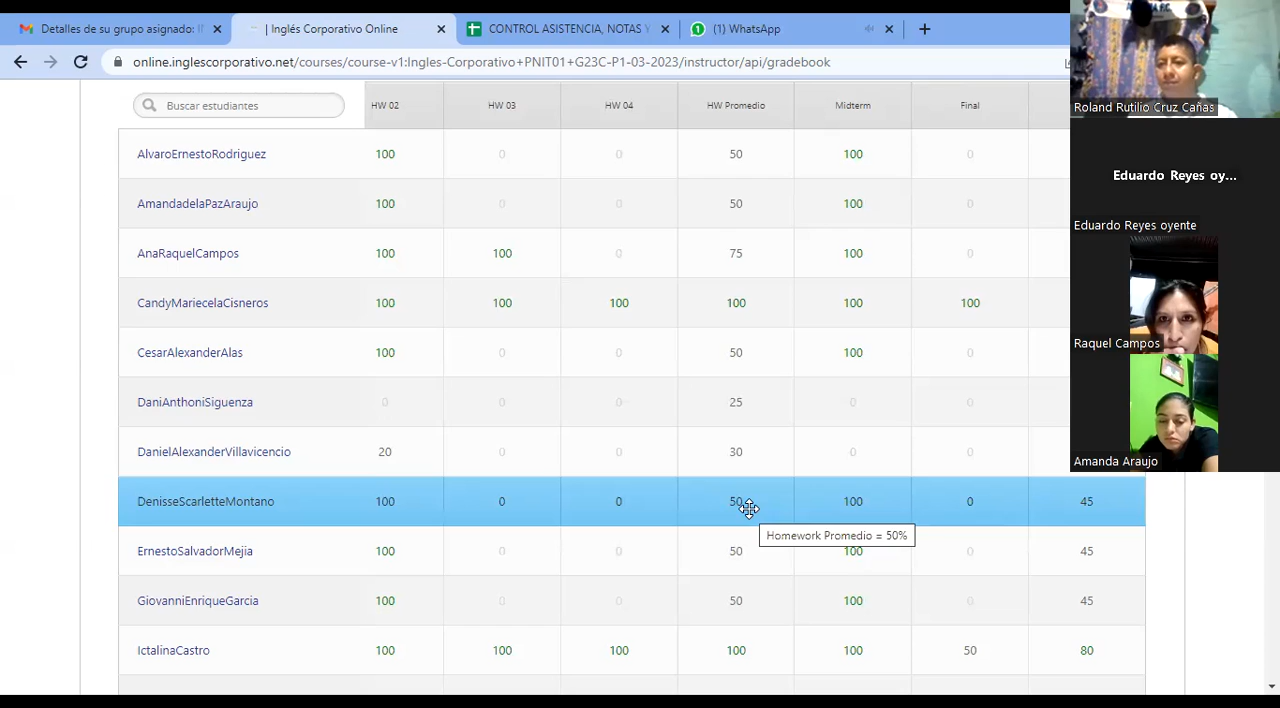 Detalles de su grupo asignado: I
| Inglés Corporativo Online
CONTROL ASISTENCIA, NOTAS Y
(1) WhatsApp
online.inglescorporativo.net/courses/course-v1:Ingles-Corporativo+PNIT01+G23C-P1-03-2023/instructor/api/gradebook
Buscar estudiantes
HW 02 HW 03 HW 04 HW Promedio Midterm Final
AlvaroErnestoRodriguez 100 0 0 50 100 0
AmandadelaPazAraujo 100 0 0 50 100 0
AnaRaquelCampos 100 100 0 75 100 0
CandyMariecelaCisneros 100 100 100 100 100 100
CesarAlexanderAlas 100 0 0 50 100 0
DaniAnthoniSiguenza 0 0 0 25 0 0
DanielAlexanderVillavicencio 20 0 0 30 0 0
DenisseScarletteMontano 100 0 0 50 100 0 45
Homework Promedio = 50%
ErnestoSalvadorMejia 100 0 0 50 100 0 45
GiovanniEnriqueGarcia 100 0 0 50 100 0 45
IctalinaCastro 100 100 100 100 100 50 80
Roland Rutilio Cruz Cañas
Eduardo Reyes oy...
Eduardo Reyes oyente
Raquel Campos
Amanda Araujo